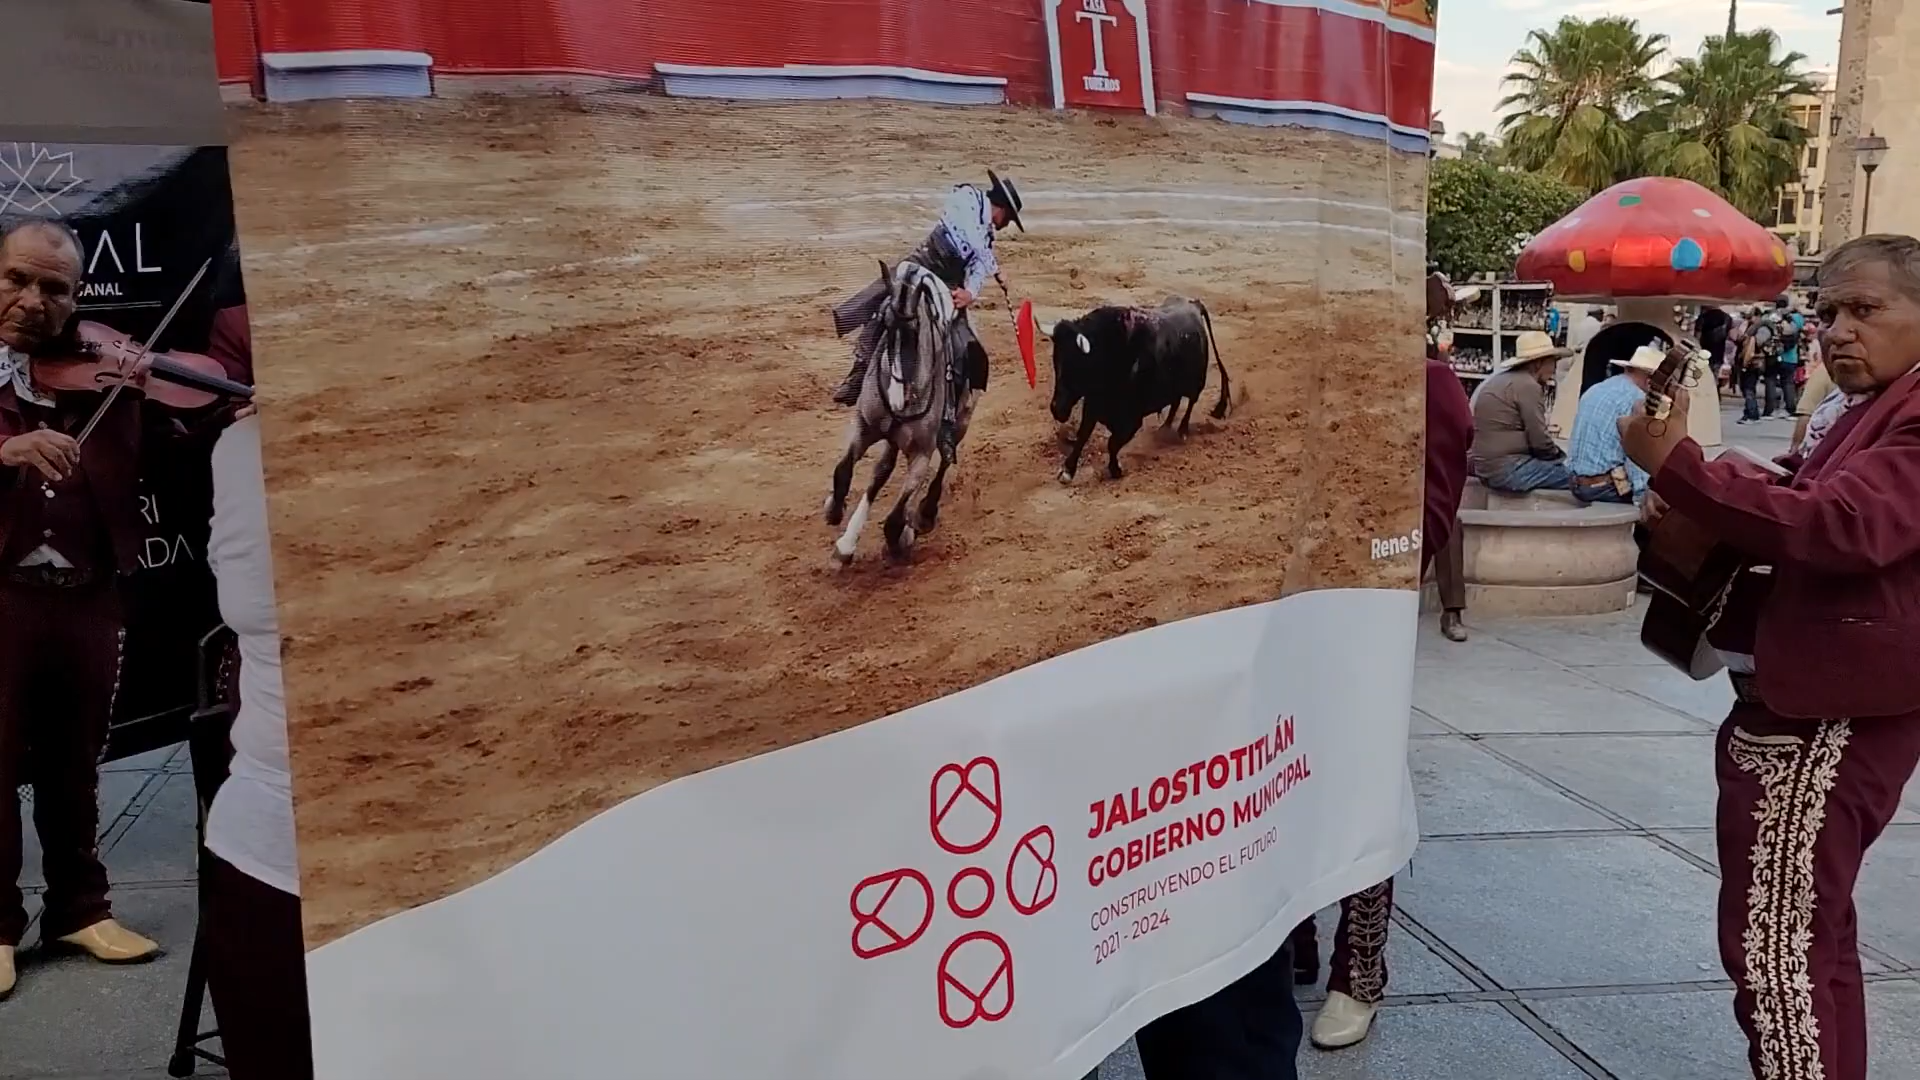 CASA
T
TOREROS
CANAL
Rene S
JALOSTOTITLÁN
GOBIERNO MUNICIPAL
CONSTRUYENDO EL FUTURO
2021 - 2024